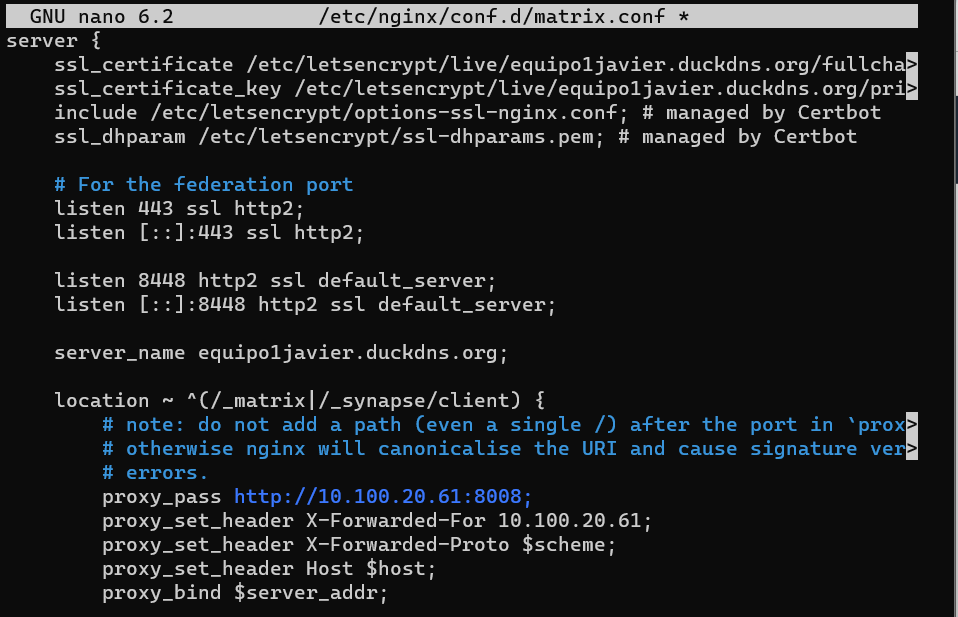 GNU nano 6.2 /etc/nginx/conf.d/matrix.conf *
server {
ssl_certificate /etc/letsencrypt/live/equipo1javier.duckdns.org/fullcha>
ssl_certificate_key /etc/letsencrypt/live/equipo1javier.duckdns.org/pri>
include /etc/letsencrypt/options-ssl-nginx.conf; # managed by Certbot
ssl_dhparam /etc/letsencrypt/ssl-dhparams.pem; # managed by Certbot
# For the federation port
listen 443 ssl http2;
listen [::]:443 ssl http2;
listen 8448 http2 ssl default_server;
listen [::]:8448 http2 ssl default_server;
server_name equipo1javier.duckdns.org;
location ~ ^(/_matrix|/_synapse/client) {
# note: do not add a path (even a single /) after the port in `prox>
# otherwise nginx will canonicalise the URI and cause signature ver>
# errors.
proxy_pass http://10.100.20.61:8008;
proxy_set_header X-Forwarded-For 10.100.20.61;
proxy_set_header X-Forwarded-Proto $scheme;
proxy_set_header Host $host;
proxy_bind $server_addr;